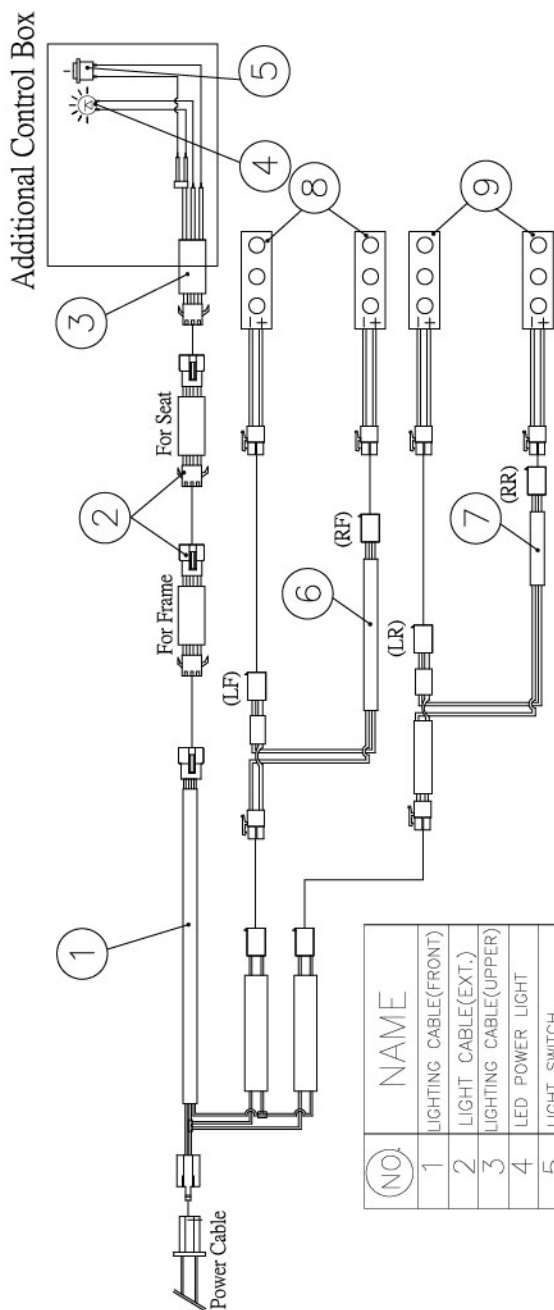 Additional Control Box
5
4
3
For Seat
2
For Frame
1
Power Cable
8
(LF)
(RF)
6
9
(LR)
(RR)
7
− +
− +
− +
− +
NO. NAME
1 LIGHTING CABLE(FRONT)
2 LIGHT CABLE(EXT.)
3 LIGHTING CABLE(UPPER)
4 LED POWER LIGHT
5 LIGHT SWITCH